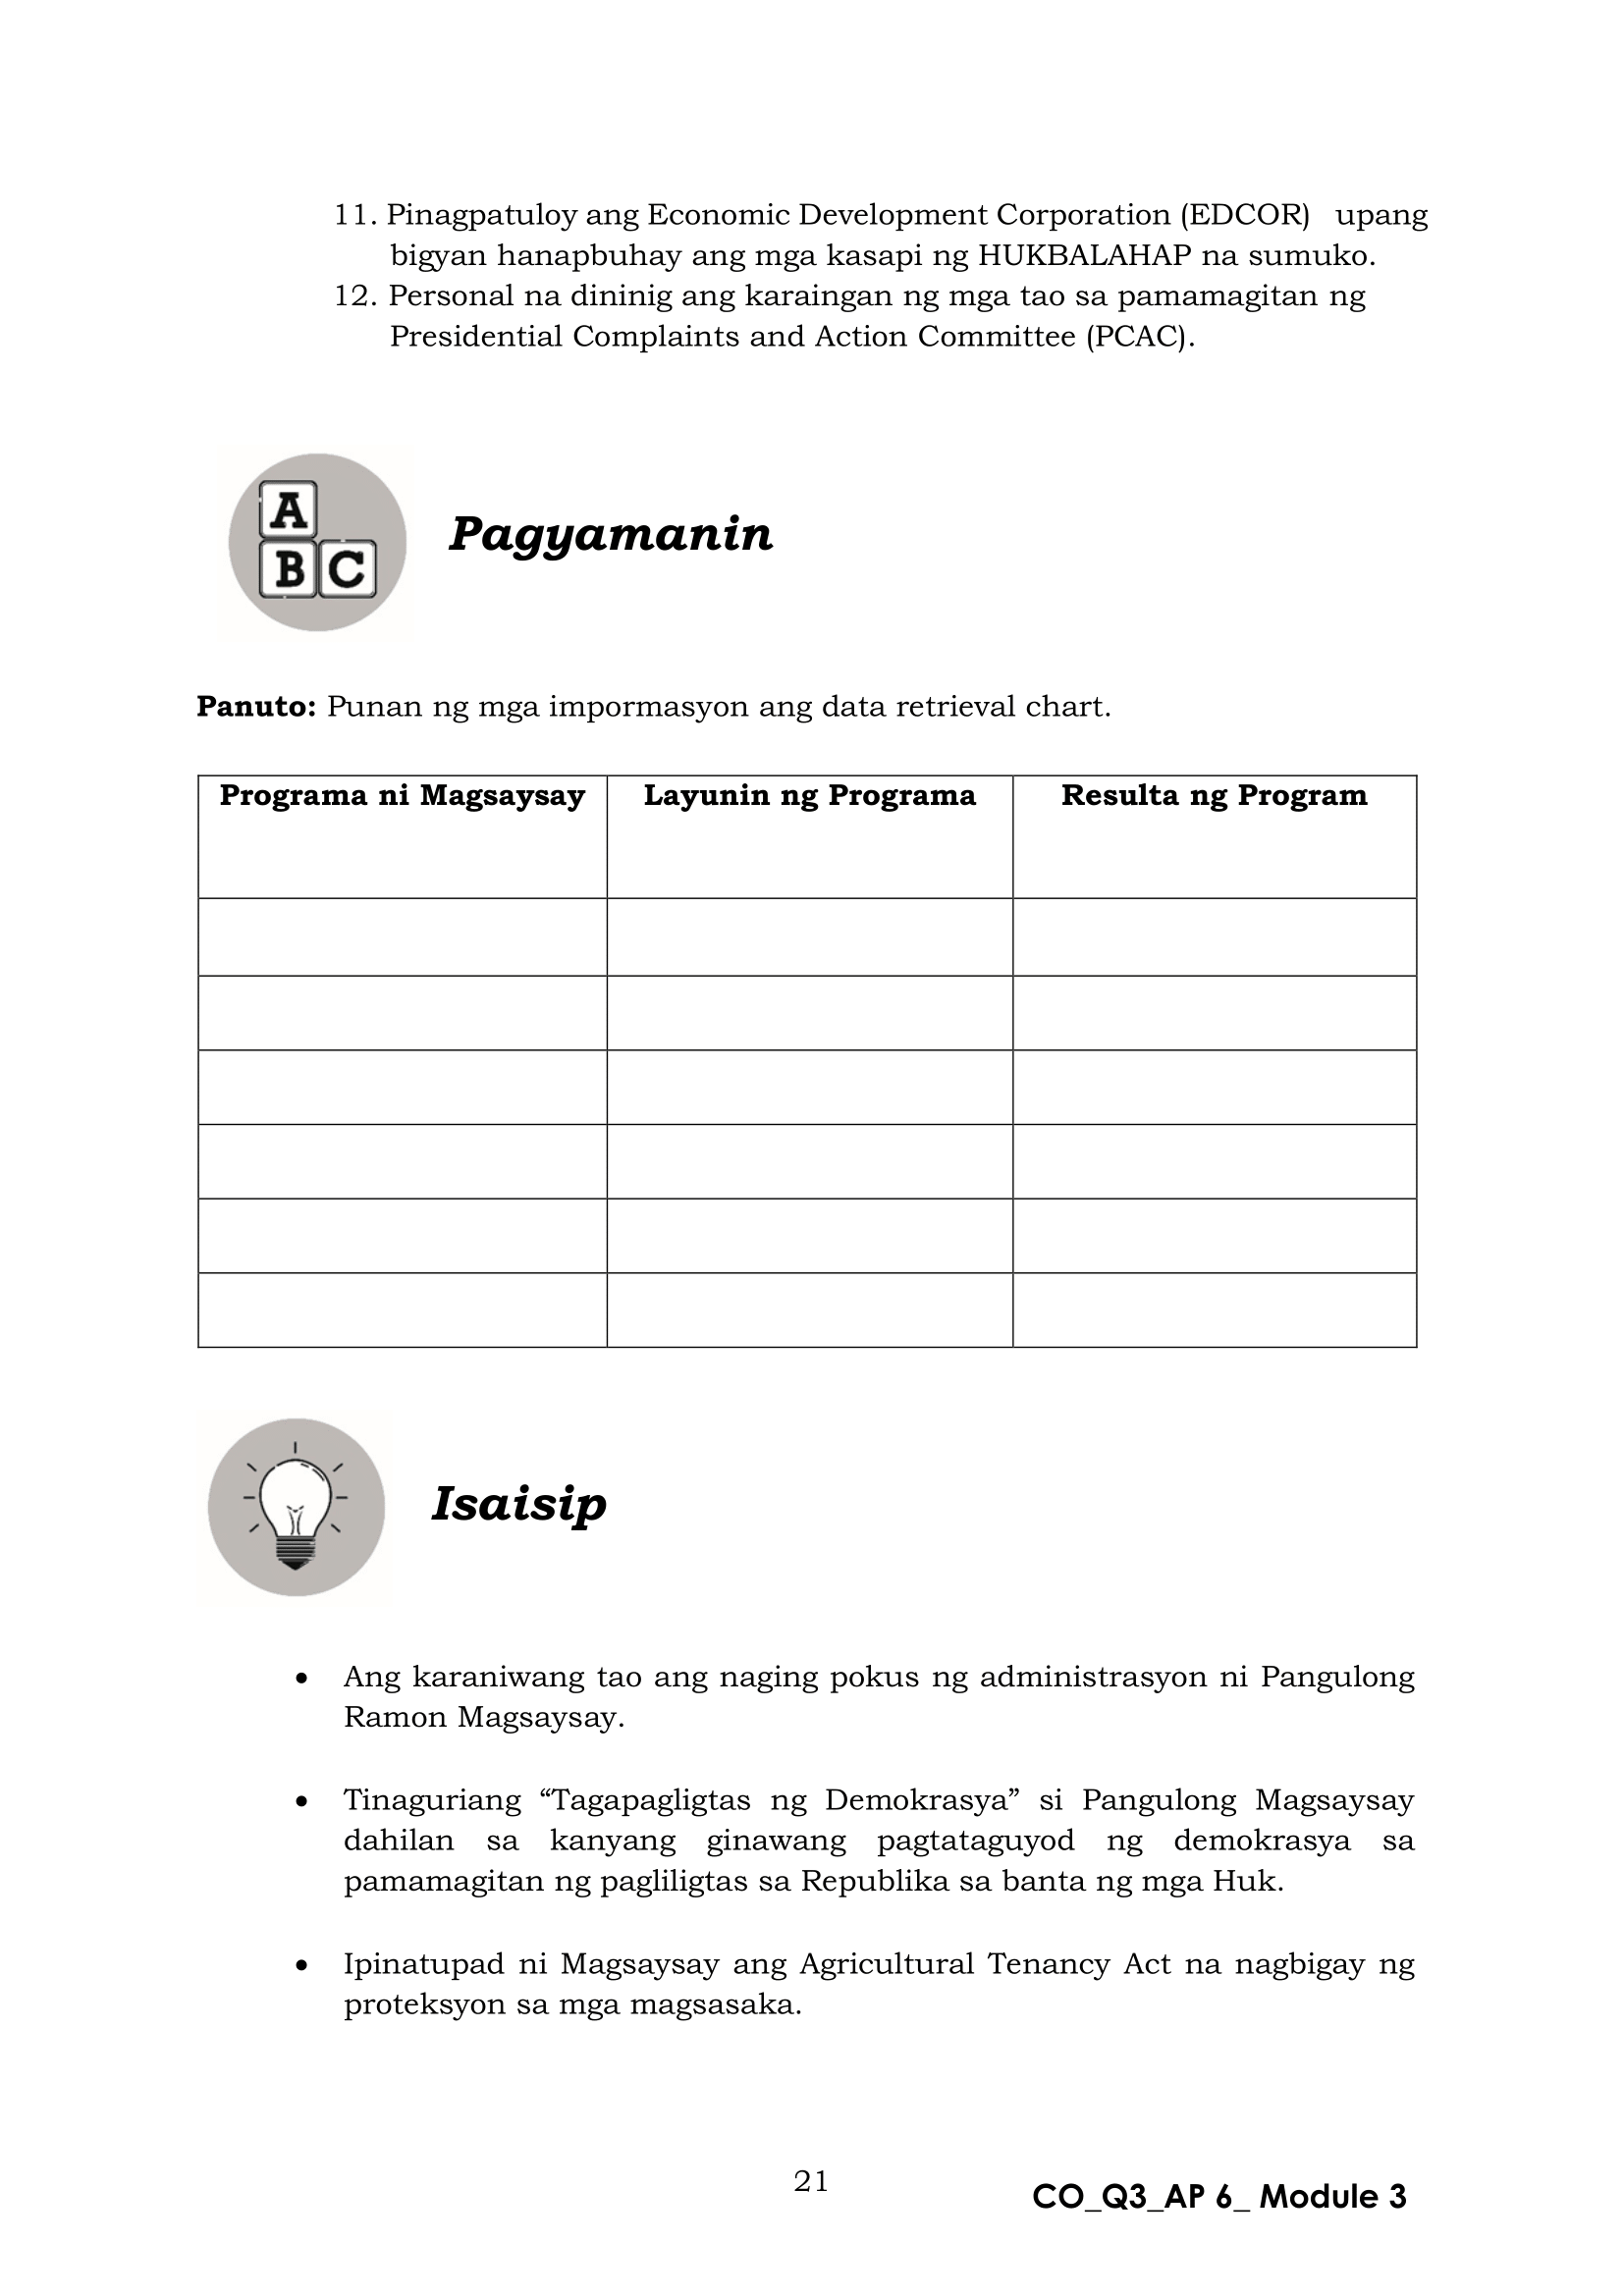 11. Pinagpatuloy ang Economic Development Corporation (EDCOR) upang
bigyan hanapbuhay ang mga kasapi ng HUKBALAHAP na sumuko.
12. Personal na dininig ang karaingan ng mga tao sa pamamagitan ng
Presidential Complaints and Action Committee (PCAC).
A
B C
Pagyamanin
Panuto: Punan ng mga impormasyon ang data retrieval chart.
Programa ni Magsaysay Layunin ng Programa Resulta ng Program
Isaisip
• Ang karaniwang tao ang naging pokus ng administrasyon ni Pangulong
Ramon Magsaysay.
• Tinaguriang “Tagapagligtas ng Demokrasya” si Pangulong Magsaysay
dahilan sa kanyang ginawang pagtataguyod ng demokrasya sa
pamamagitan ng pagliligtas sa Republika sa banta ng mga Huk.
• Ipinatupad ni Magsaysay ang Agricultural Tenancy Act na nagbigay ng
proteksyon sa mga magsasaka.
21
CO_Q3_AP 6_ Module 3